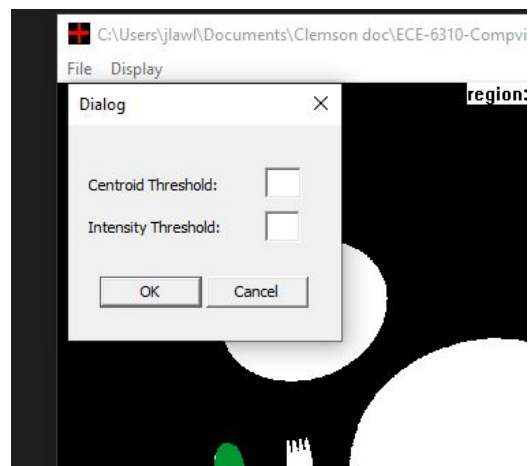 C:\Users\jlawl\Documents\Clemson doc\ECE-6310-Compvi
File Display
region:
Dialog
Centroid Threshold:
Intensity Threshold:
OK Cancel